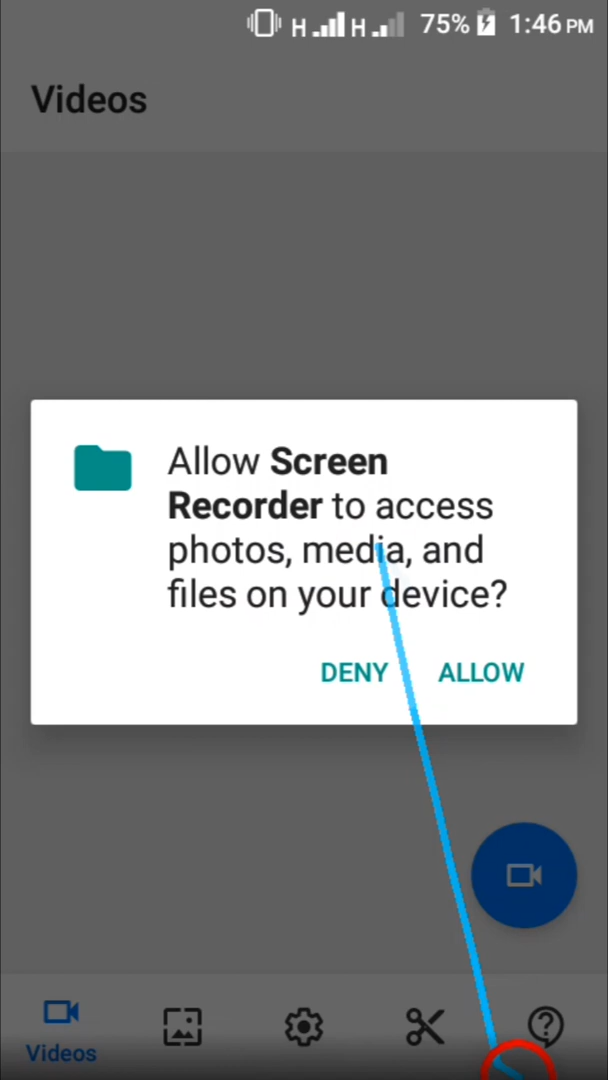 H H 75% 1:46 PM
Videos
Allow Screen
Recorder to access
photos, media, and
files on your device?
DENY ALLOW
Videos